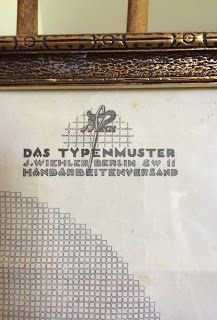 DAS TYPENMUSTER
J. WIEHLER BERLIN SW 11
HANDARBEITENVERSAND